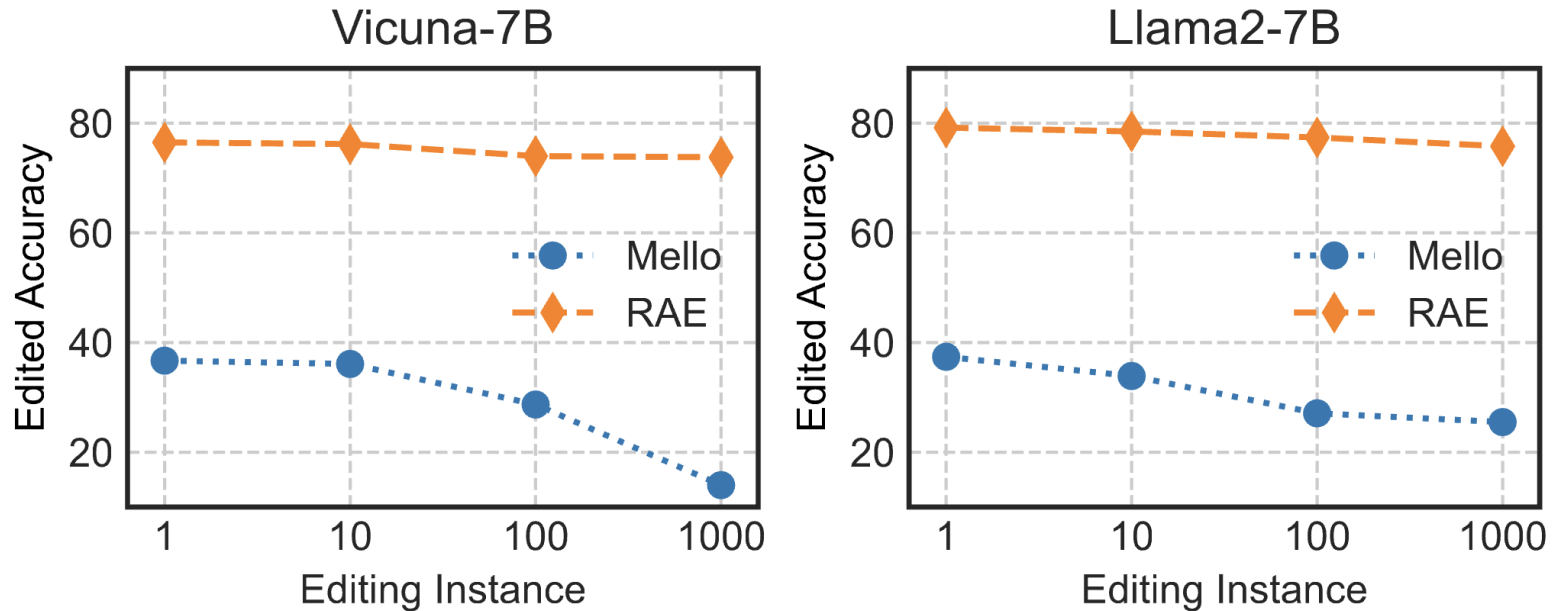 Vicuna-7B
Edited Accuracy
80
60
40
20
Mello
RAE
1 10 100 1000
Editing Instance
Llama2-7B
Edited Accuracy
80
60
40
20
Mello
RAE
1 10 100 1000
Editing Instance